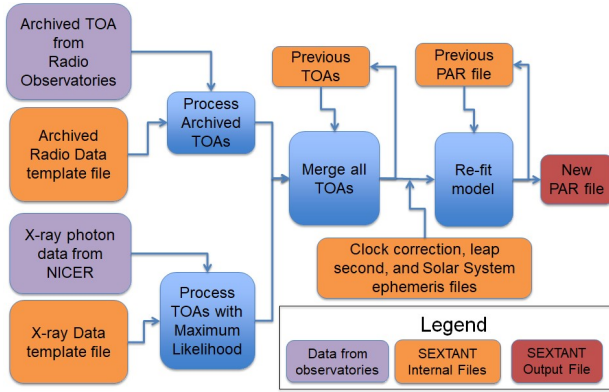 Archived TOA
from
Radio
Observatories
Archived
Radio Data
template file
X-ray photon
data from
NICER
X-ray Data
template file
Process
Archived
TOAs
Process
TOAs with
Maximum
Likelihood
Previous
TOAs
Merge all
TOAs
Previous
PAR file
Re-fit
model
New
PAR file
Clock correction, leap
second, and Solar System
ephemeris files
Legend
Data from
observatories
SEXTANT
Internal Files
SEXTANT
Output File